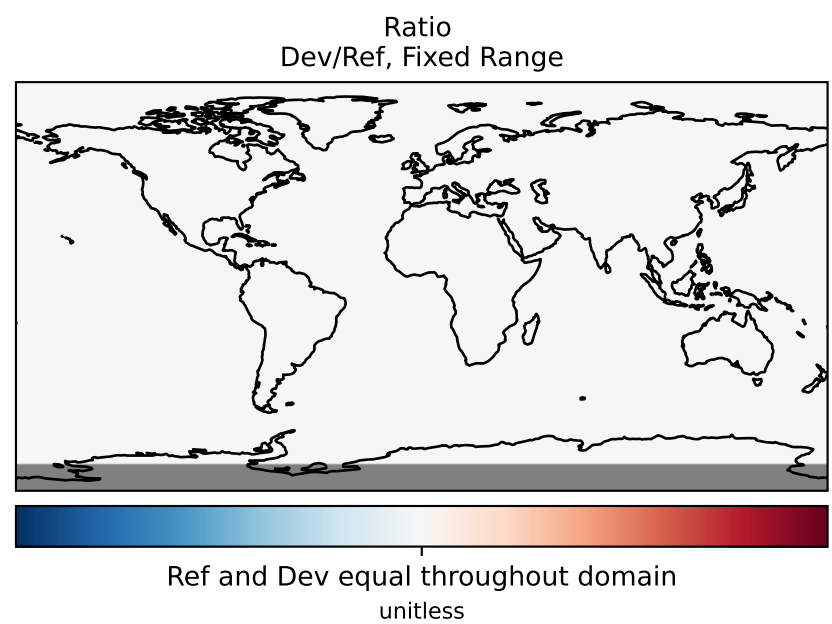 Ratio
Dev/Ref, Fixed Range
Ref and Dev equal throughout domain
unitless